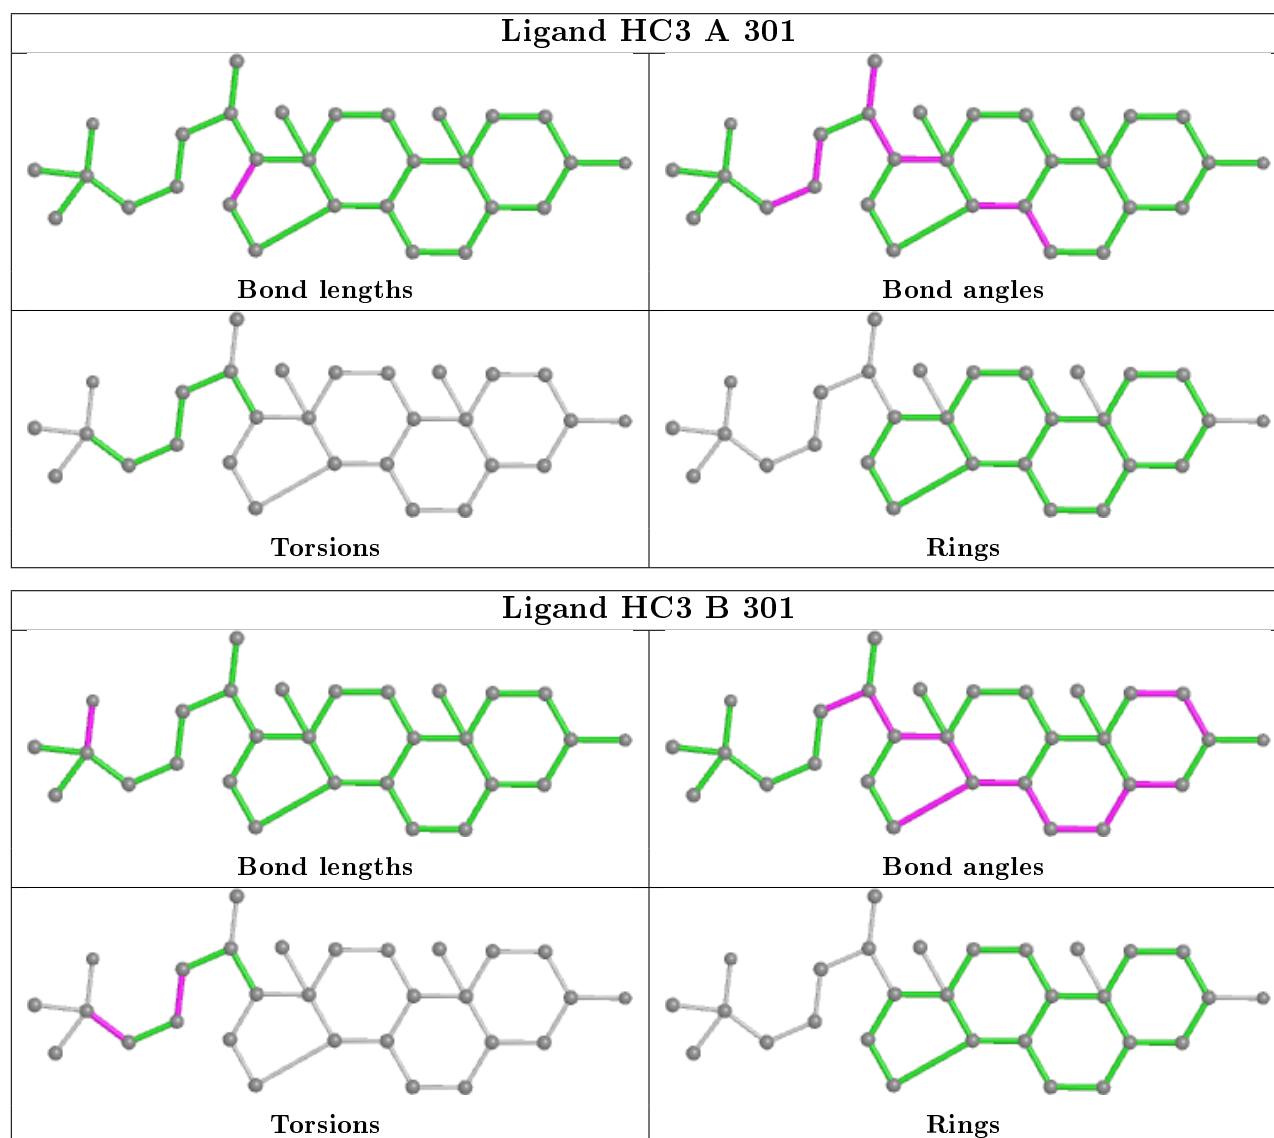 Ligand HC3 A 301
Bond lengths
Bond angles
Torsions
Rings
Ligand HC3 B 301
Bond lengths
Bond angles
Torsions
Rings